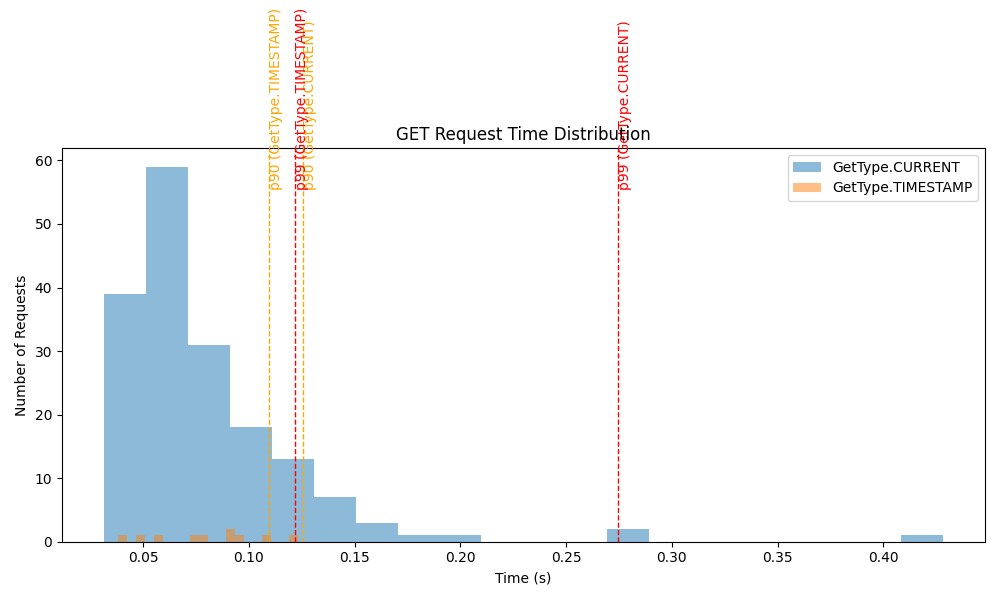 p90 (GetType.TIMESTAMP)
p99 (GetType.TIMESTAMP)
p90 (GetType.CURRENT)
p99 (GetType.CURRENT)
GET Request Time Distribution
GetType.CURRENT
GetType.TIMESTAMP
Number of Requests
60
50
40
30
20
10
0
0.05
0.10
0.15
0.20
0.25
0.30
0.35
0.40
Time (s)